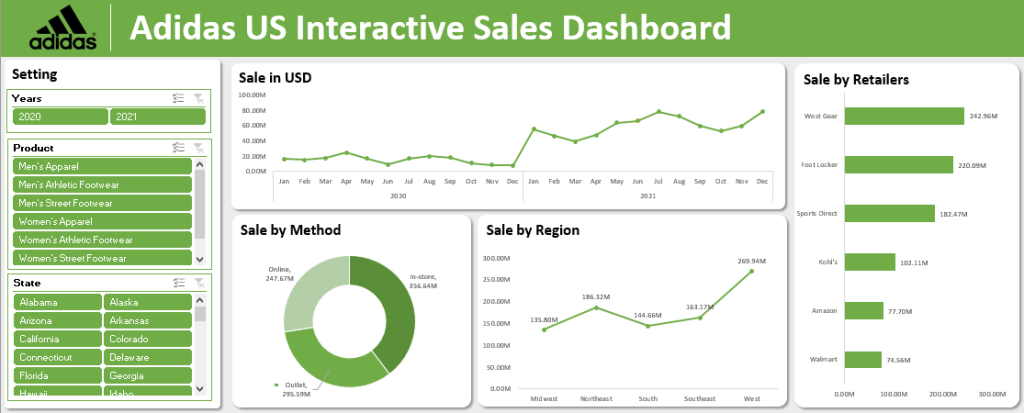 adidas
Adidas US Interactive Sales Dashboard
Setting
Years
2020 2021
Product
Men's Apparel
Men's Athletic Footwear
Men's Street Footwear
Women's Apparel
Women's Athletic Footwear
Women's Street Footwear
State
Alabama Alaska
Arizona Arkansas
California Colorado
Connecticut Delaware
Florida Georgia
Hawaii Idaho
Sale in USD
100.00M
80.00M
60.00M
40.00M
20.00M
0.00M
Jan Feb Mar Apr May Jun Jul Aug Sep Oct Nov Dec Jan Feb Mar Apr May Jun Jul Aug Sep Oct Nov Dec
2020 2021
Sale by Method
Online,
247.67M
In-store,
356.64M
Outlet,
295.59M
Sale by Region
300.00M
250.00M
200.00M
150.00M
100.00M
50.00M
0.00M
135.80M
186.32M
144.66M
163.17M
269.94M
Midwest Northeast South Southeast West
Sale by Retailers
West Gear 242.96M
Foot Locker 220.09M
Sports Direct 182.47M
Kohl's 102.11M
Amazon 77.70M
Walmart 74.56M
0.00M 100.00M 200.00M 300.00M